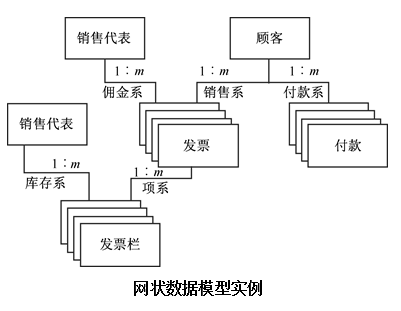 销售代表
顾客
1：m
1：m
1：m
佣金系
销售系
付款系
销售代表
发票
付款
1：m
1：m
库存系
项系
发票栏
网状数据模型实例